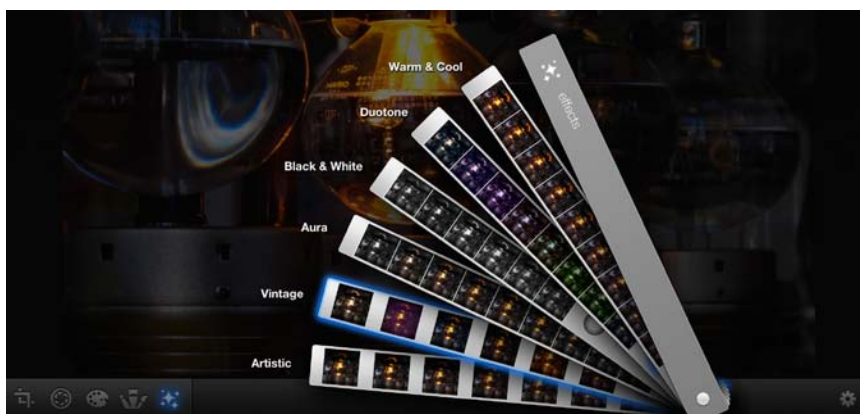 Warm & Cool
effects
Duotone
Black & White
Aura
Vintage
Artistic